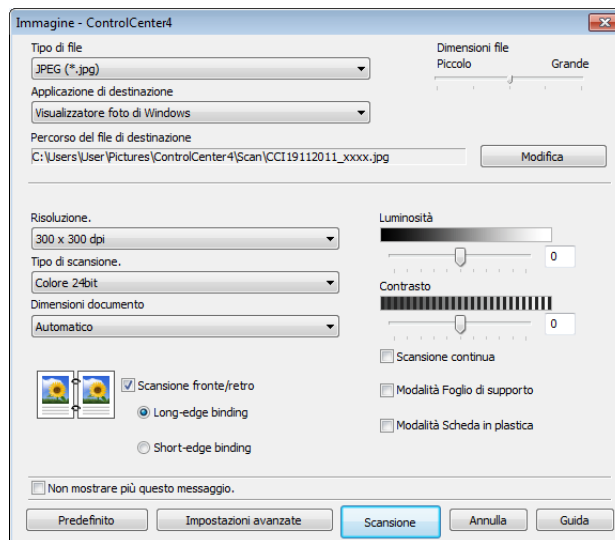 Immagine - ControlCenter4
Tipo di file
JPEG (*.jpg)
Dimensioni file
Piccolo Grande
Applicazione di destinazione
Visualizzatore foto di Windows
Percorso del file di destinazione
C:\Users\User\Pictures\ControlCenter4\Scan\CCI19112011_xxxx.jpg
Modifica
Risoluzione.
300 x 300 dpi
Tipo di scansione.
Colore 24bit
Dimensioni documento
Automatico
Luminosità
0
Contrasto
0
Scansione fronte/retro
Long-edge binding
Short-edge binding
Scansione continua
Modalità Foglio di supporto
Modalità Scheda in plastica
Non mostrare più questo messaggio.
Predefinito Impostazioni avanzate Scansione Annulla Guida